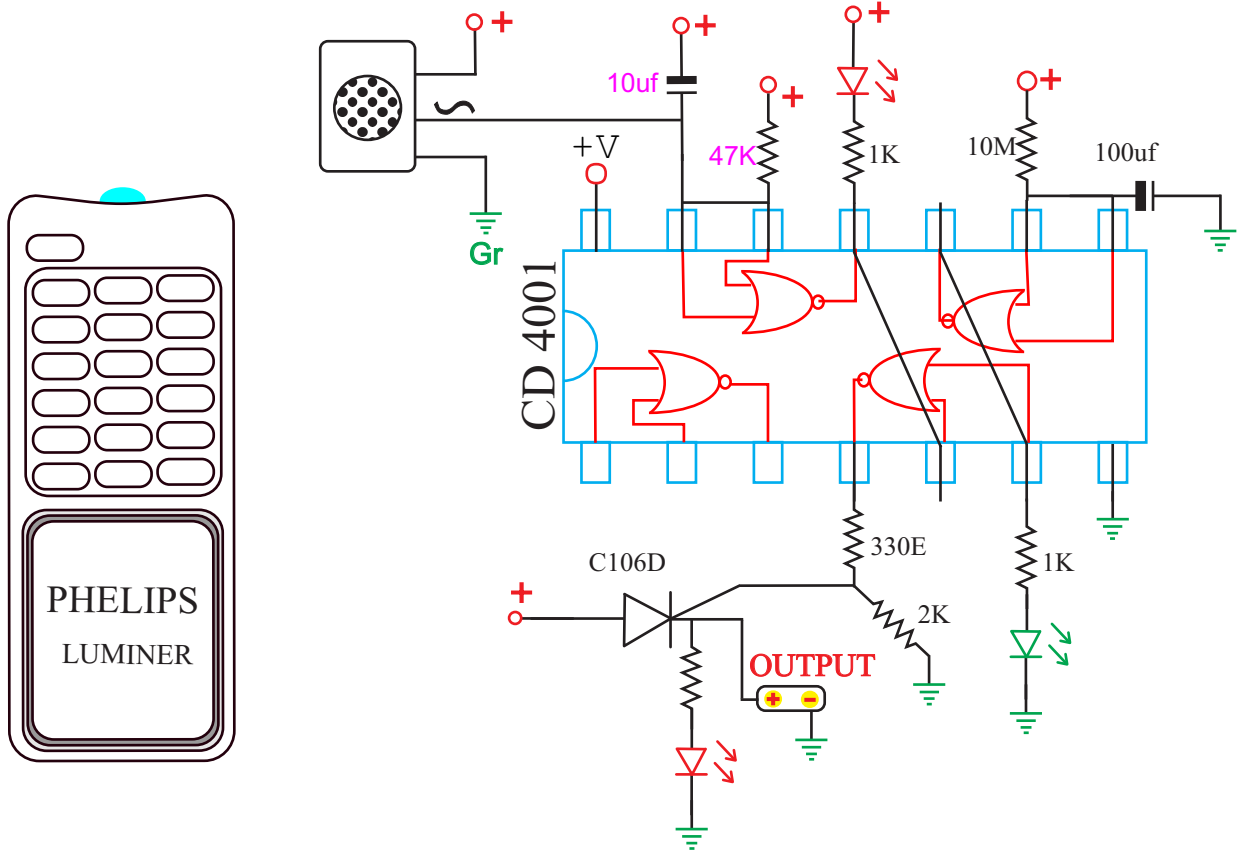 +
+
+
10uf
+
47K
1K
10M
+
100uf
+V
Gr
CD 4001
PHELIPS
LUMINER
C106D
330E
1K
2K
+
OUTPUT
+ -